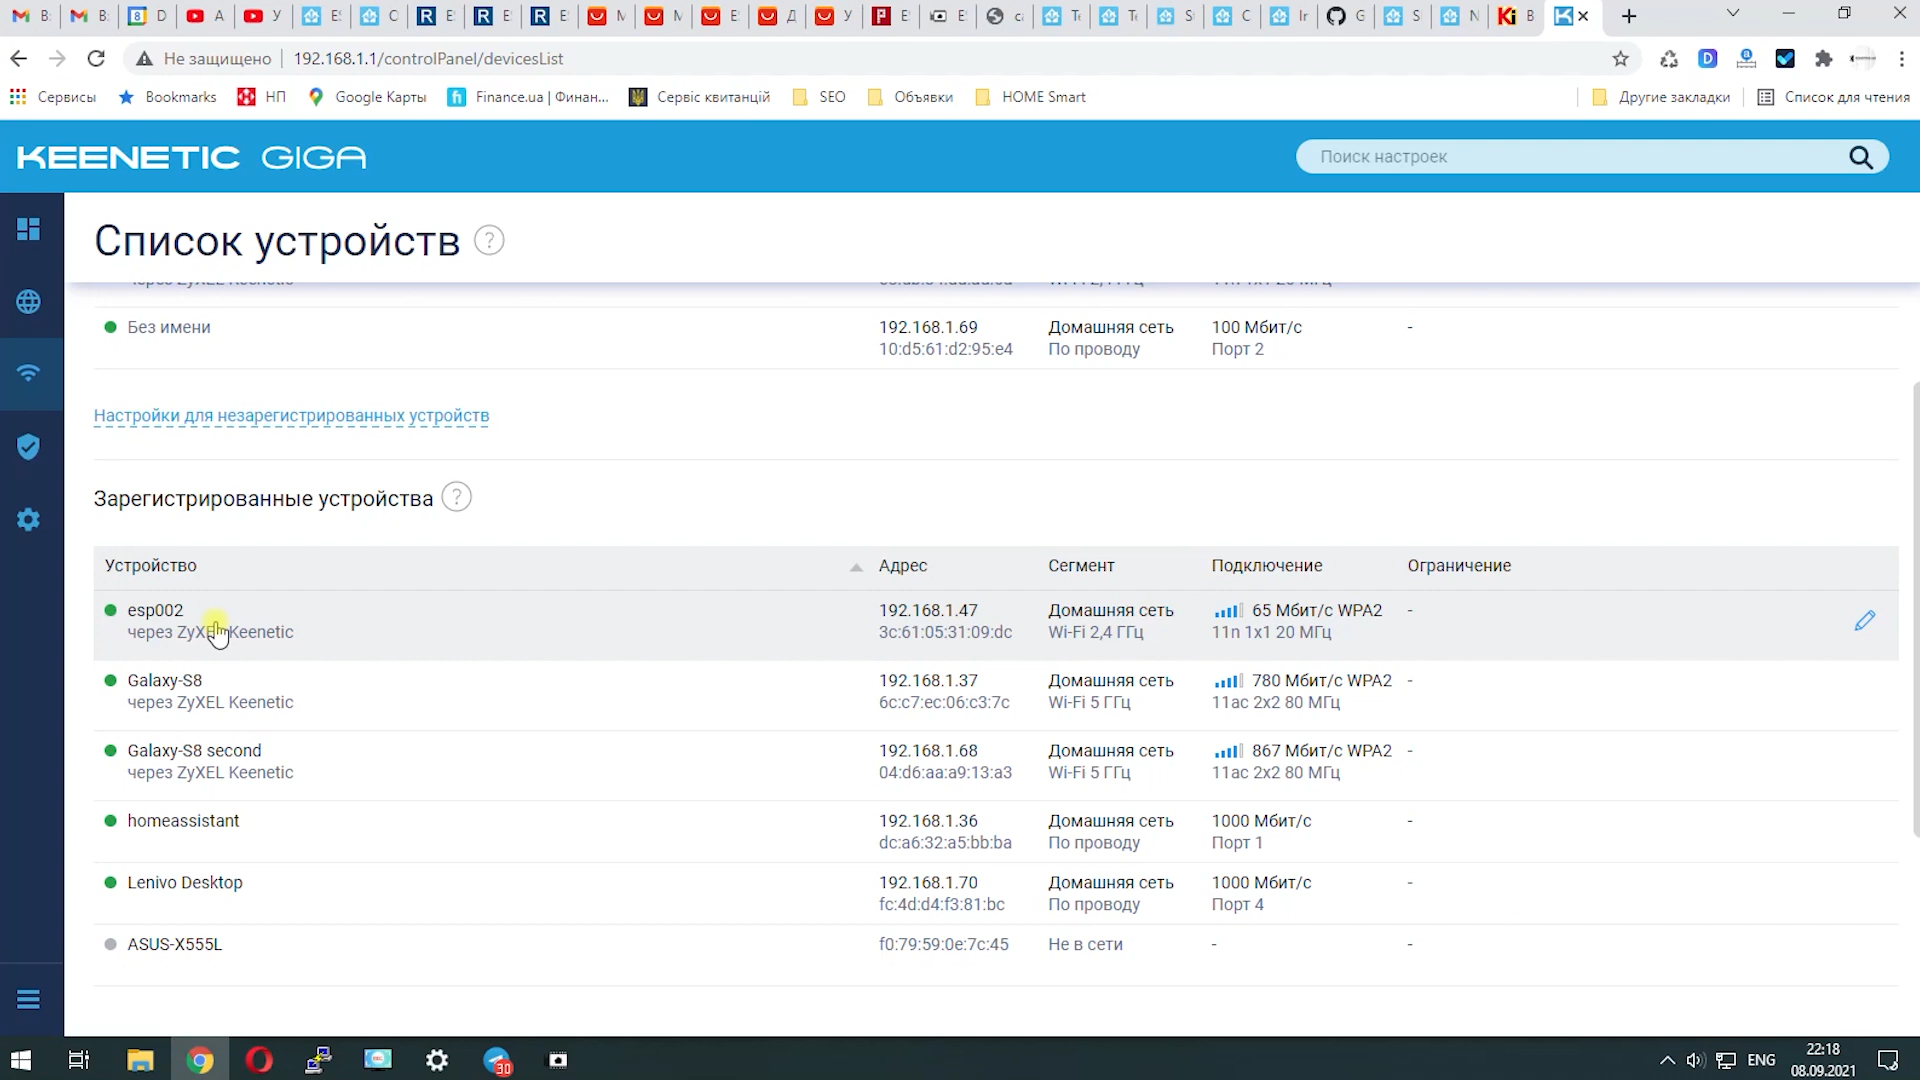 Не защищено
192.168.1.1/controlPanel/devicesList
Сервисы
Bookmarks
НП
Google Карты
Finance.ua | Финан...
Сервіс квитанцій
SEO
Объявки
HOME Smart
Другие закладки
Список для чтения
KEENETIC GIGA
Поиск настроек
Список устройств
?
Без имени
192.168.1.69
Домашняя сеть
100 Мбит/с
-
10:d5:61:d2:95:e4
По проводу
Порт 2
Настройки для незарегистрированных устройств
Зарегистрированные устройства
?
Устройство
Адрес
Сегмент
Подключение
Ограничение
esp002
192.168.1.47
Домашняя сеть
65 Мбит/с WPA2
-
через ZyXEL Keenetic
3c:61:05:31:09:dc
Wi-Fi 2,4 ГГц
11n 1x1 20 МГц
Galaxy-S8
192.168.1.37
Домашняя сеть
780 Мбит/с WPA2
-
через ZyXEL Keenetic
6c:c7:ec:06:c3:7c
Wi-Fi 5 ГГц
11ac 2x2 80 МГц
Galaxy-S8 second
192.168.1.68
Домашняя сеть
867 Мбит/с WPA2
-
через ZyXEL Keenetic
04:d6:aa:a9:13:a3
Wi-Fi 5 ГГц
11ac 2x2 80 МГц
homeassistant
192.168.1.36
Домашняя сеть
1000 Мбит/с
-
dc:a6:32:a5:bb:ba
По проводу
Порт 1
Lenivo Desktop
192.168.1.70
Домашняя сеть
1000 Мбит/с
-
fc:4d:d4:f3:81:bc
По проводу
Порт 4
ASUS-X555L
f0:79:59:0e:7c:45
Не в сети
-
-
30
ENG
22:18
08.09.2021